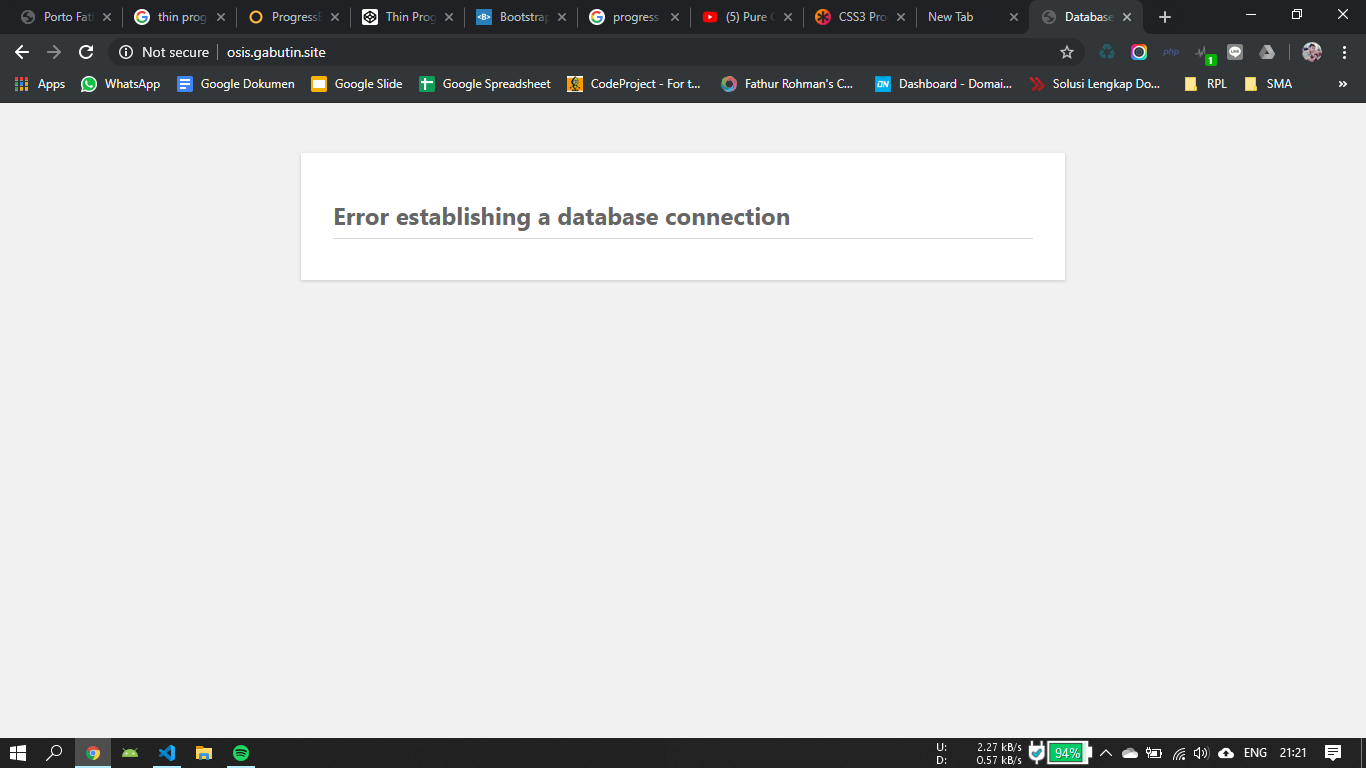 Porto Fat
thin prog
Progress
Thin Prog
Bootstrap
progress
(5) Pure
CSS3 Pro
New Tab
Database
Not secure
osis.gabutin.site
php
1
Apps
WhatsApp
Google Dokumen
Google Slide
Google Spreadsheet
CodeProject - For t...
Fathur Rohman's C...
DN
Dashboard - Domai...
Solusi Lengkap Do...
RPL
SMA
»
Error establishing a database connection
U: 2.27 kB/s
D: 0.57 kB/s
94%
ENG
21:21